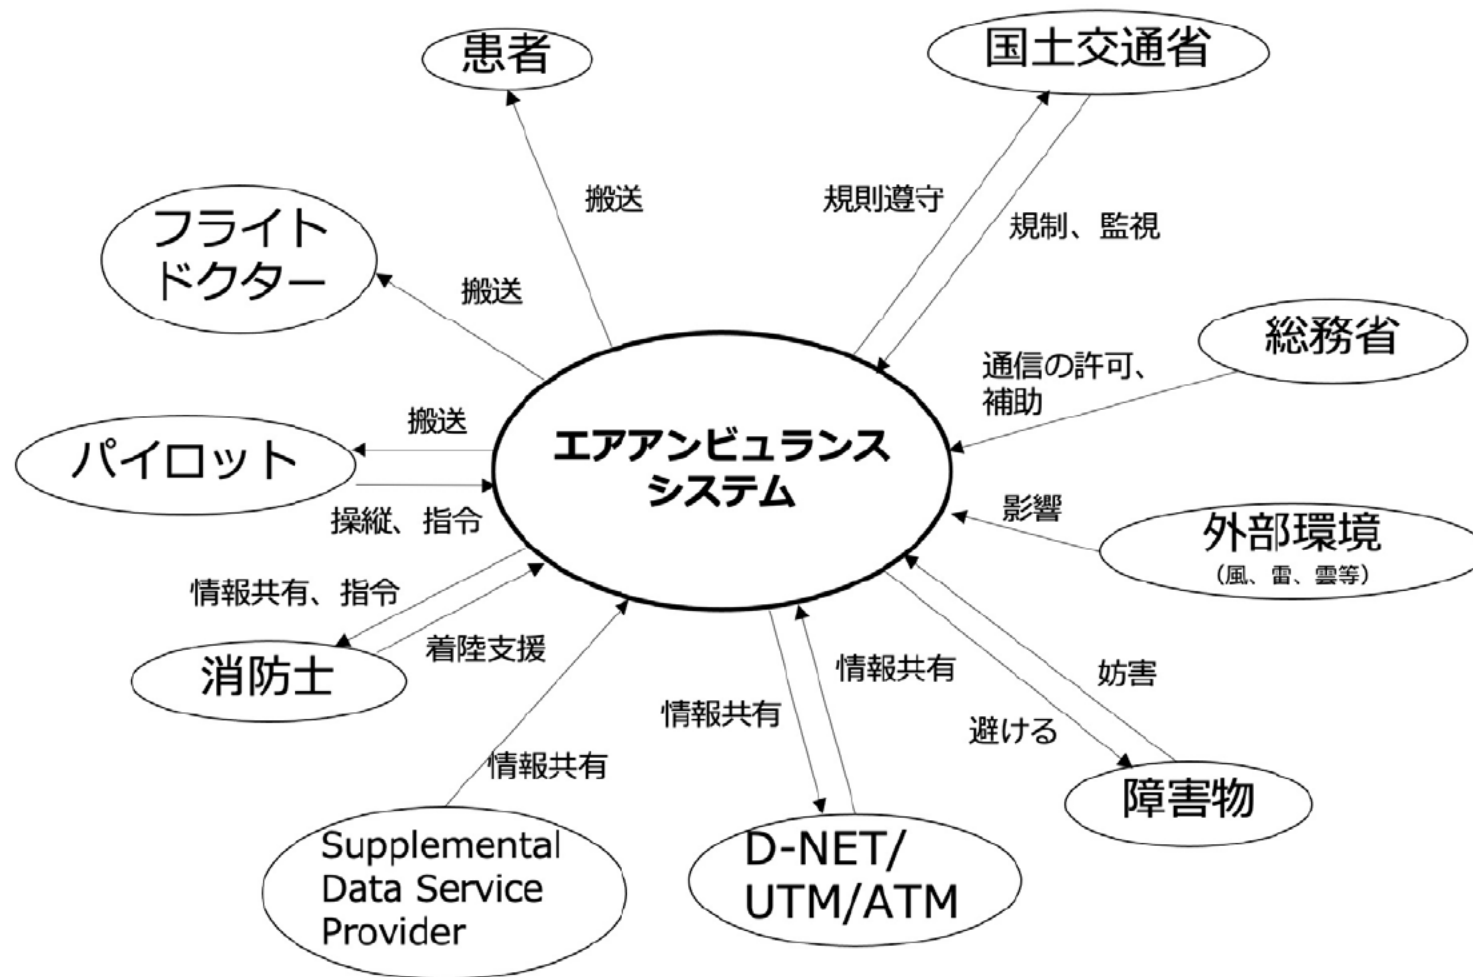 患者
国土交通省
搬送
規則遵守
規制、監視
フライト
ドクター
搬送
総務省
通信の許可、
補助
パイロット
搬送
操縦、指令
エアアンビュランス
システム
影響
外部環境
（風、雷、雲等）
情報共有、指令
着陸支援
消防士
情報共有
情報共有
情報共有
妨害
避ける
障害物
Supplemental
Data Service
Provider
D-NET/
UTM/ATM